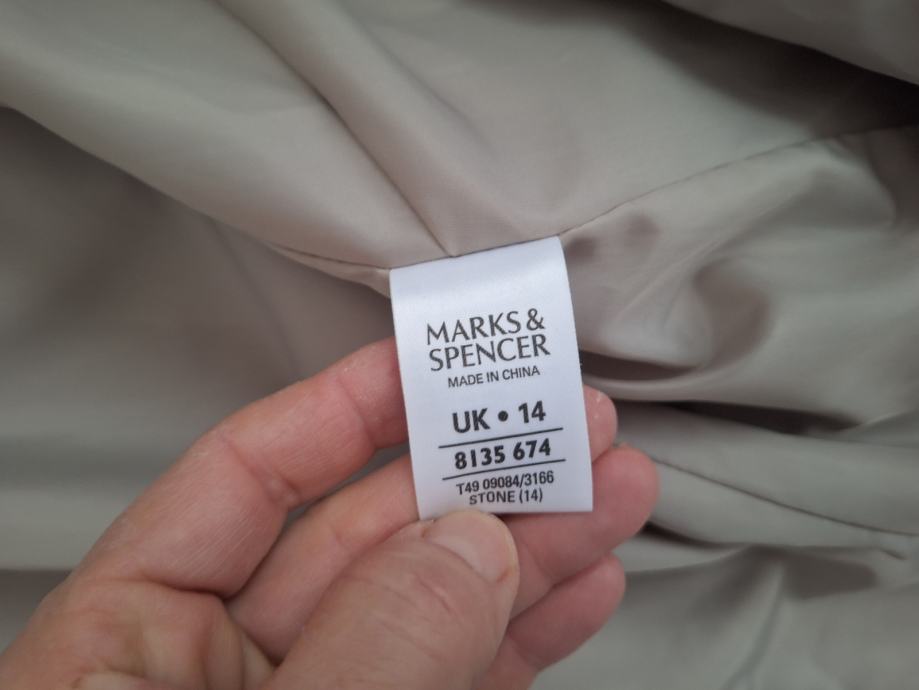 MARKS &
SPENCER
MADE IN CHINA
UK • 14
8135 674
T49 09084/3166
STONE (14)